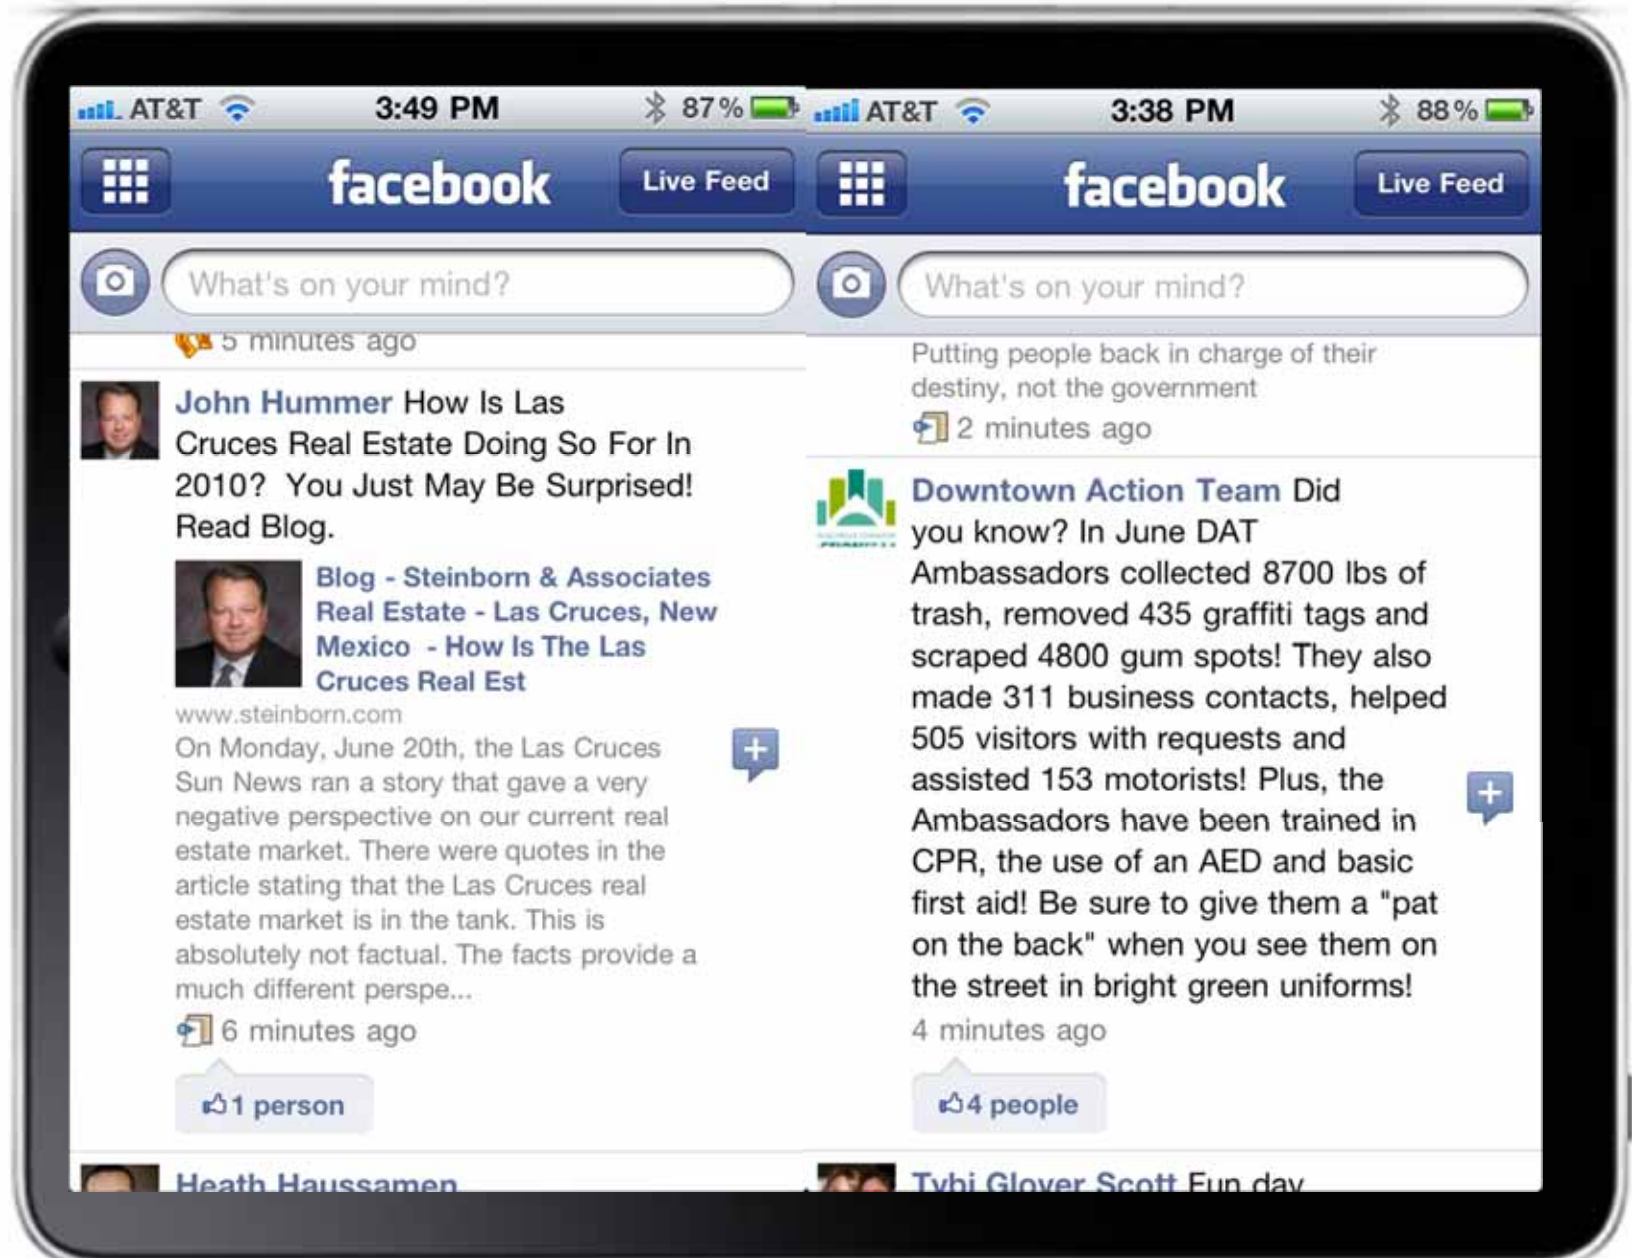 AT&T 3:49 PM 87%
facebook Live Feed
What's on your mind?
5 minutes ago
John Hummer How Is Las
Cruces Real Estate Doing So For In
2010? You Just May Be Surprised!
Read Blog.
Blog - Steinborn & Associates
Real Estate - Las Cruces, New
Mexico - How Is The Las
Cruces Real Est
www.steinborn.com
On Monday, June 20th, the Las Cruces
Sun News ran a story that gave a very
negative perspective on our current real
estate market. There were quotes in the
article stating that the Las Cruces real
estate market is in the tank. This is
absolutely not factual. The facts provide a
much different perspe...
6 minutes ago
1 person
Heath Haussamen
AT&T 3:38 PM 88%
facebook Live Feed
What's on your mind?
Putting people back in charge of their
destiny, not the government
2 minutes ago
Downtown Action Team Did
you know? In June DAT
Ambassadors collected 8700 lbs of
trash, removed 435 graffiti tags and
scraped 4800 gum spots! They also
made 311 business contacts, helped
505 visitors with requests and
assisted 153 motorists! Plus, the
Ambassadors have been trained in
CPR, the use of an AED and basic
first aid! Be sure to give them a "pat
on the back" when you see them on
the street in bright green uniforms!
4 minutes ago
4 people
Tybi Glover Scott Fun day